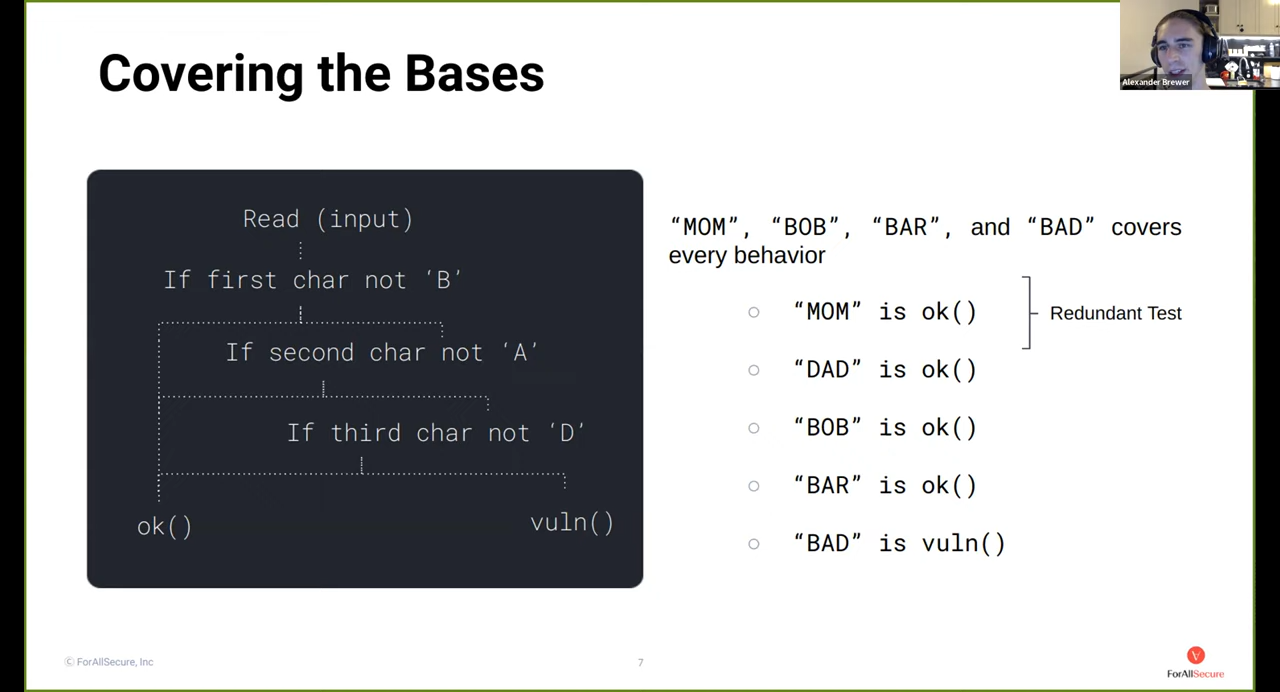 Covering the Bases
Alexander Brewer
Read (input)
If first char not ‘B’
If second char not ‘A’
If third char not ‘D’
ok()
vuln()
“MOM”, “BOB”, “BAR”, and “BAD” covers
every behavior
“MOM” is ok()
Redundant Test
“DAD” is ok()
“BOB” is ok()
“BAR” is ok()
“BAD” is vuln()
© ForAllSecure, Inc
7
ForAllSecure